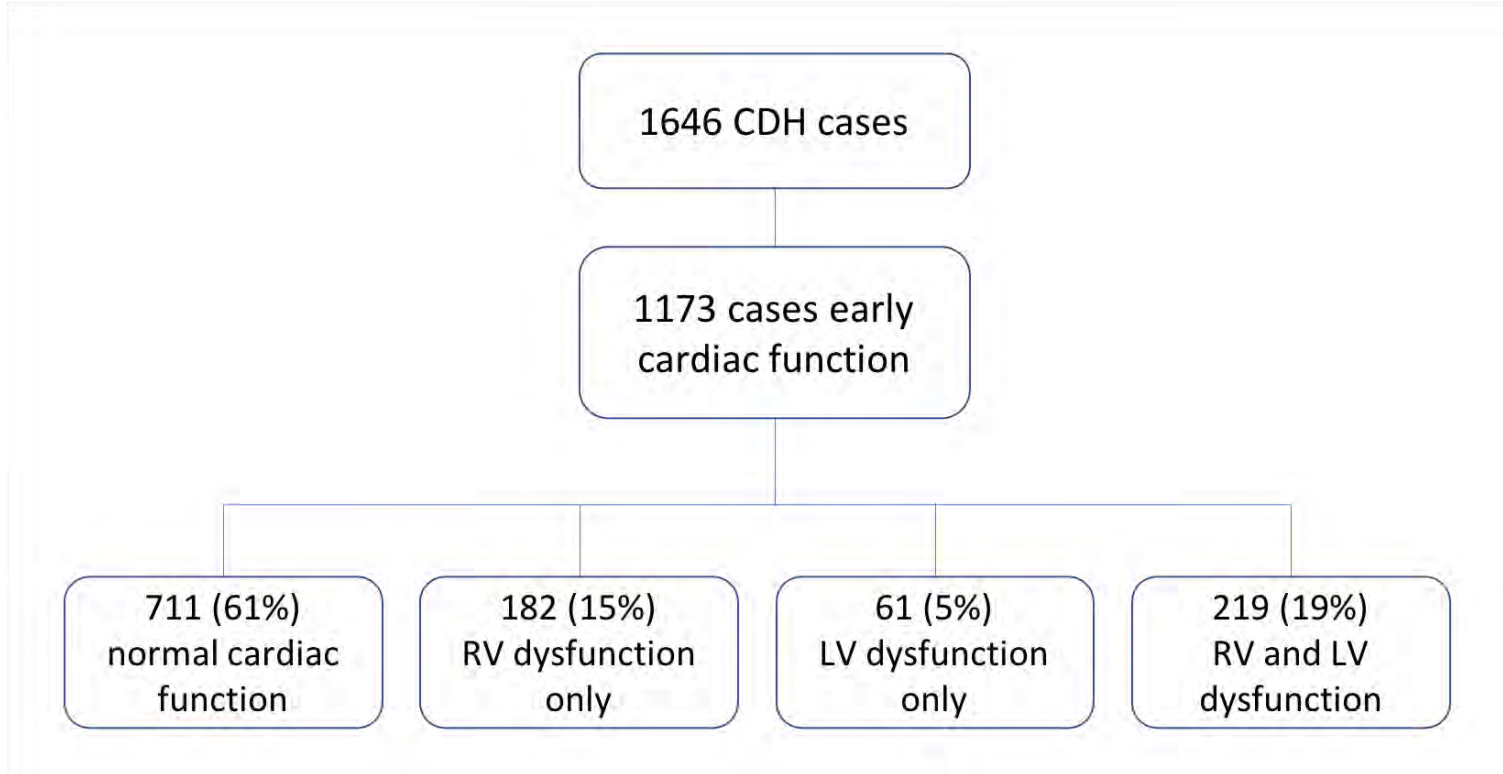 1646 CDH cases
1173 cases early
cardiac function
711 (61%)
normal cardiac
function
182 (15%)
RV dysfunction
only
61 (5%)
LV dysfunction
only
219 (19%)
RV and LV
dysfunction